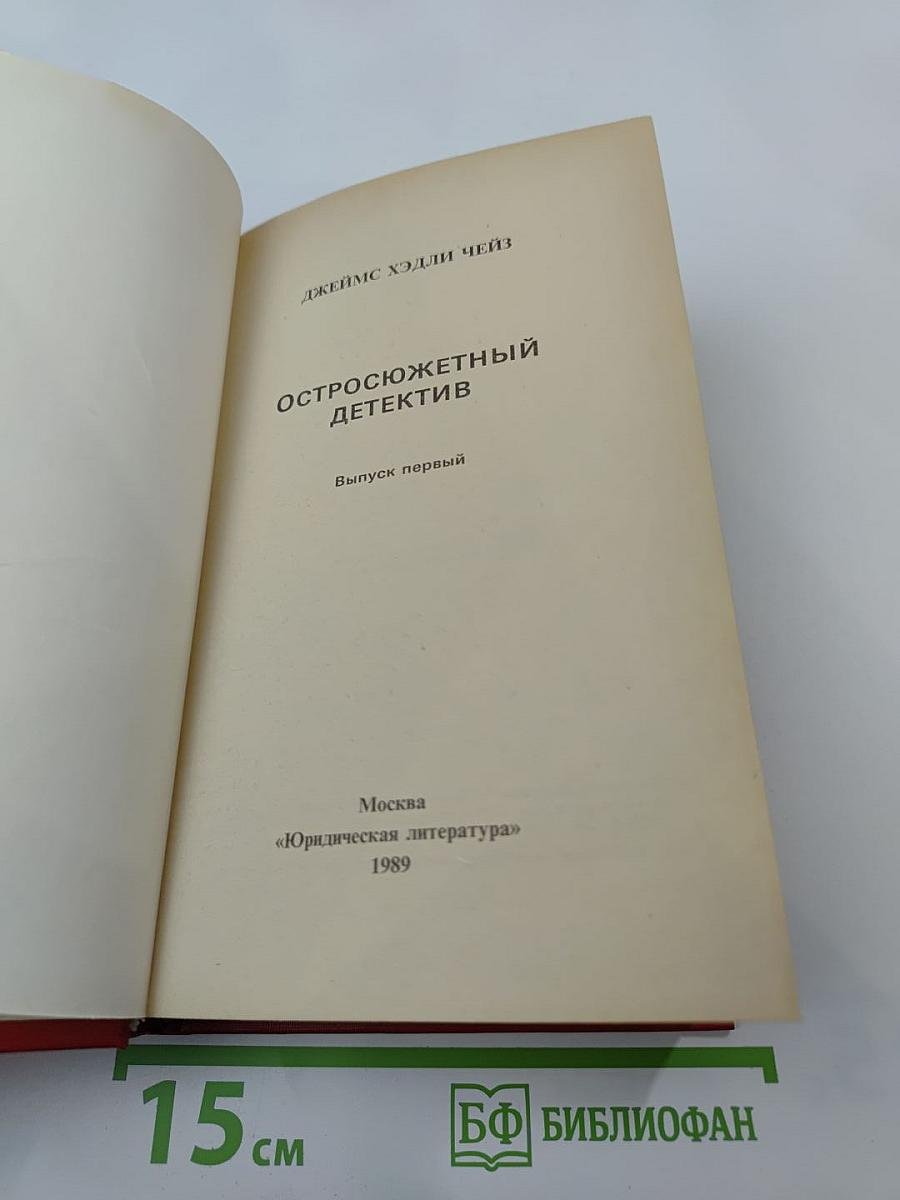 ДЖЕЙМС ХЭДЛИ ЧЕЙЗ
ОСТРОСЮЖЕТНЫЙ
ДЕТЕКТИВ
Выпуск первый
Москва
«Юридическая литература»
1989
15 см
БФ БИБЛИОФАН